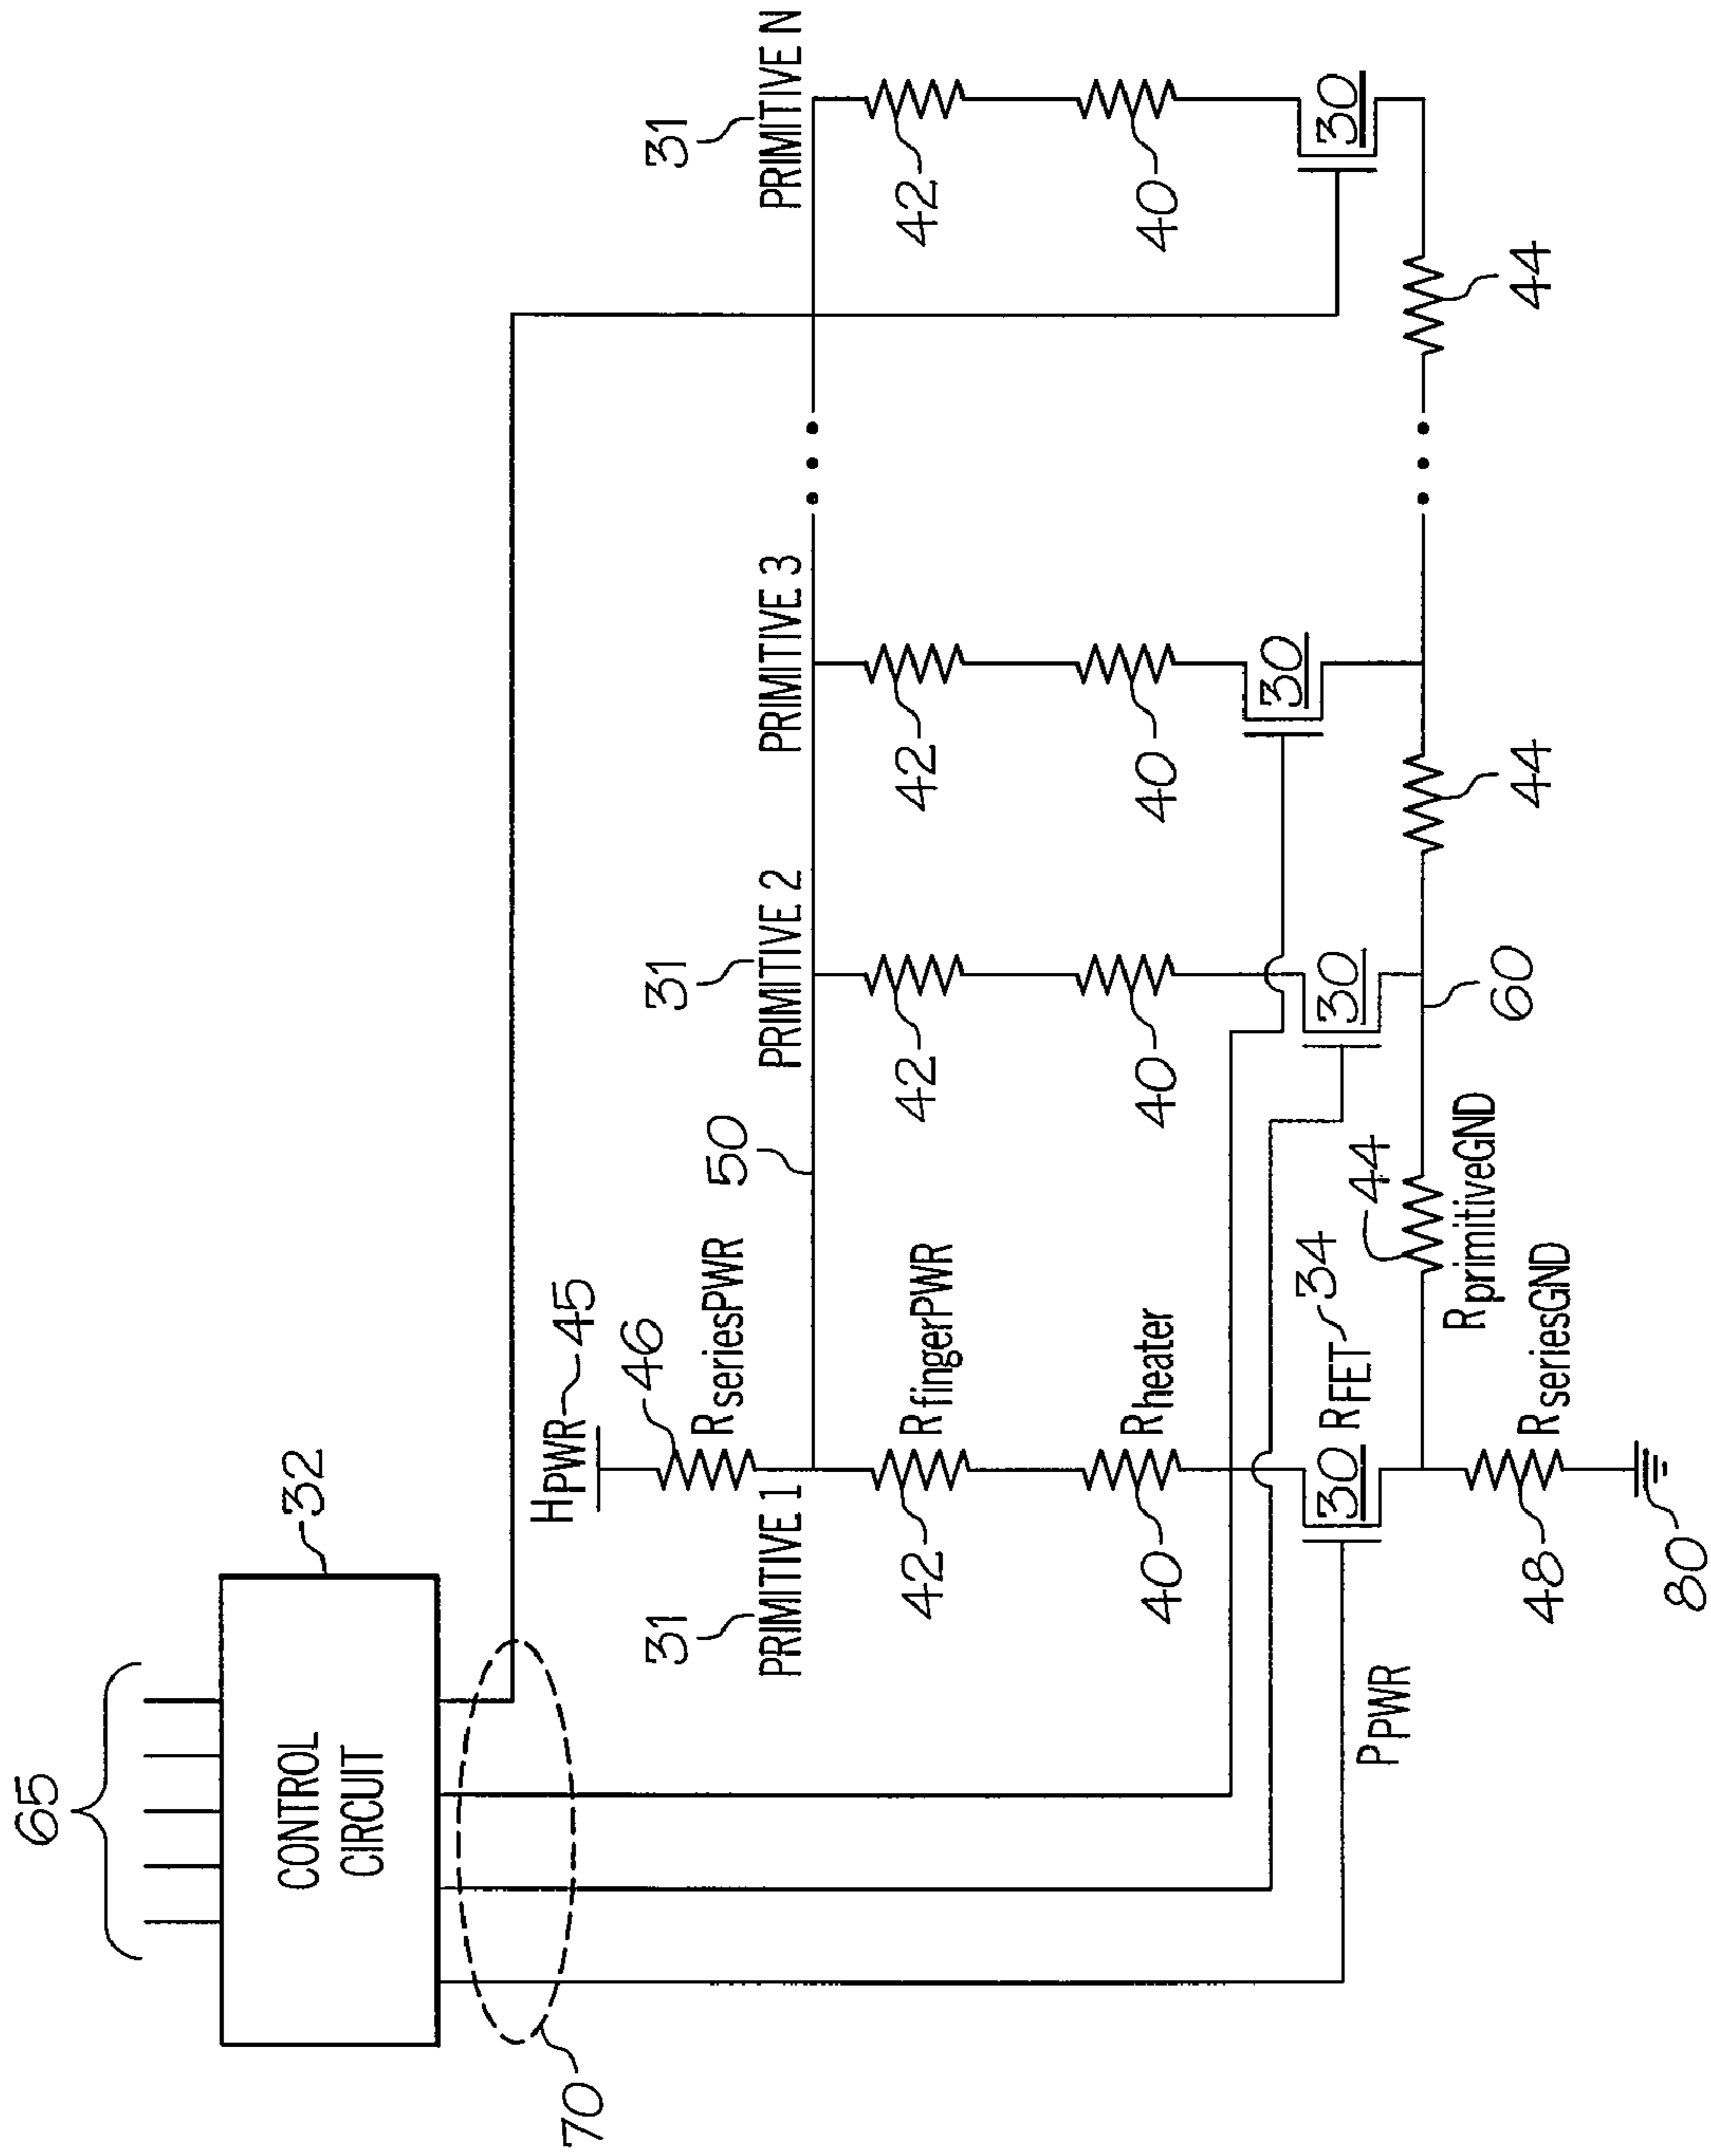 65
CONTROL
CIRCUIT
32
70
HPWR
45
46
RseriesPWR
50
31
PRIMITIVE 1
31
PRIMITIVE 2
PRIMITIVE 3
31
PRIMITIVE N
42
RfingerPWR
42
42
42
40
Rheater
40
40
40
30
RFET
34
30
30
30
PPWR
44
RprimitiveGND
60
44
44
48
RseriesGND
80